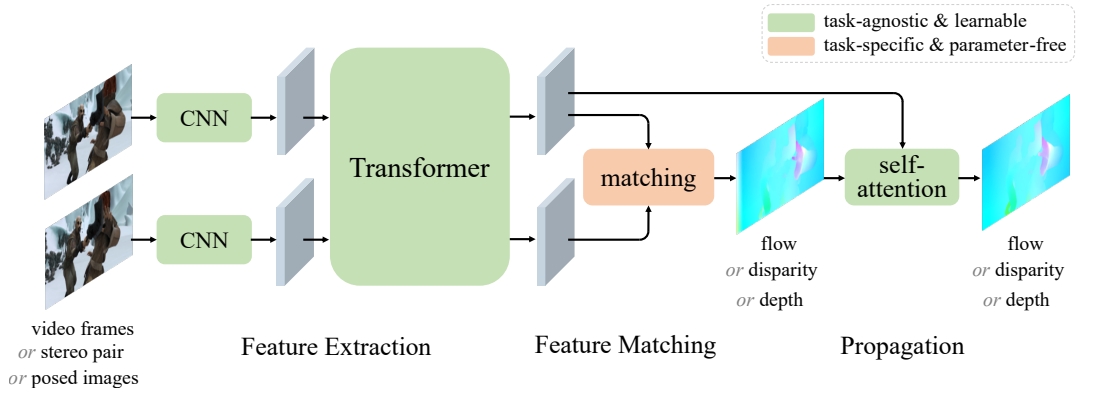 task-agnostic & learnable
task-specific & parameter-free
CNN
Transformer
matching
self-
attention
CNN
flow
or disparity
or depth
flow
or disparity
or depth
video frames
or stereo pair
or posed images
Feature Extraction
Feature Matching
Propagation